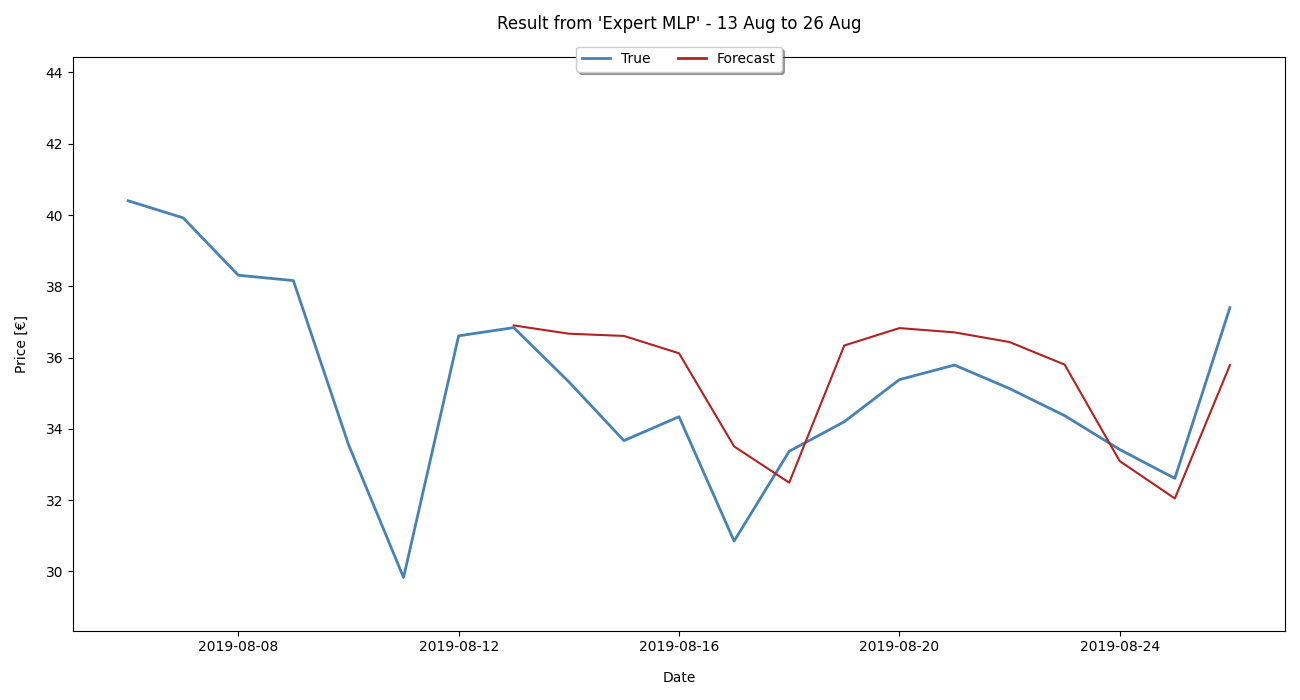 Result from 'Expert MLP' - 13 Aug to 26 Aug
True Forecast
44
42
40
38
36
34
32
30
Price [€]
2019-08-08 2019-08-12 2019-08-16 2019-08-20 2019-08-24
Date